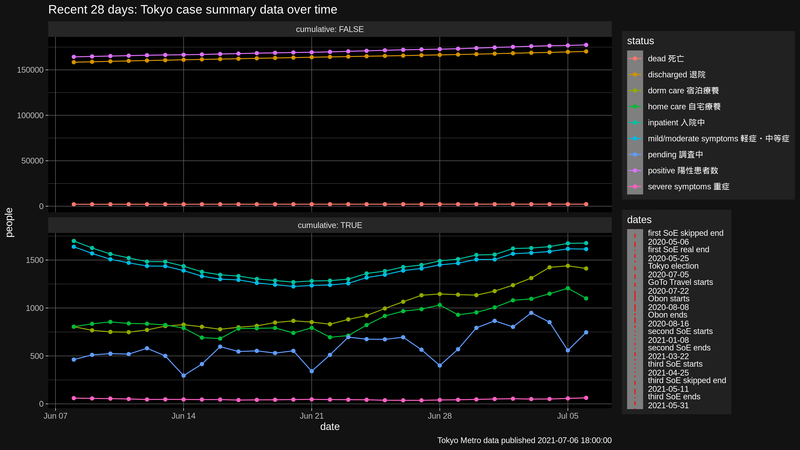 Recent 28 days: Tokyo case summary data over time
cumulative: FALSE
150000
100000
50000
0
cumulative: TRUE
1500
1000
500
0
people
Jun 07
Jun 14
Jun 21
Jun 28
Jul 05
date
Tokyo Metro data published 2021-07-06 18:00:00
status
dead 死亡
discharged 退院
dorm care 宿泊療養
home care 自宅療養
inpatient 入院中
mild/moderate symptoms 軽症・中等症
pending 調査中
positive 陽性患者数
severe symptoms 重症
dates
first SoE skipped end
2020-05-06
first SoE real end
2020-05-25
Tokyo election
2020-07-05
GoTo Travel starts
2020-07-22
Obon starts
2020-08-08
Obon ends
2020-08-16
second SoE starts
2021-01-08
second SoE ends
2021-03-22
third SoE starts
2021-04-25
third SoE skipped end
2021-05-11
third SoE ends
2021-05-31